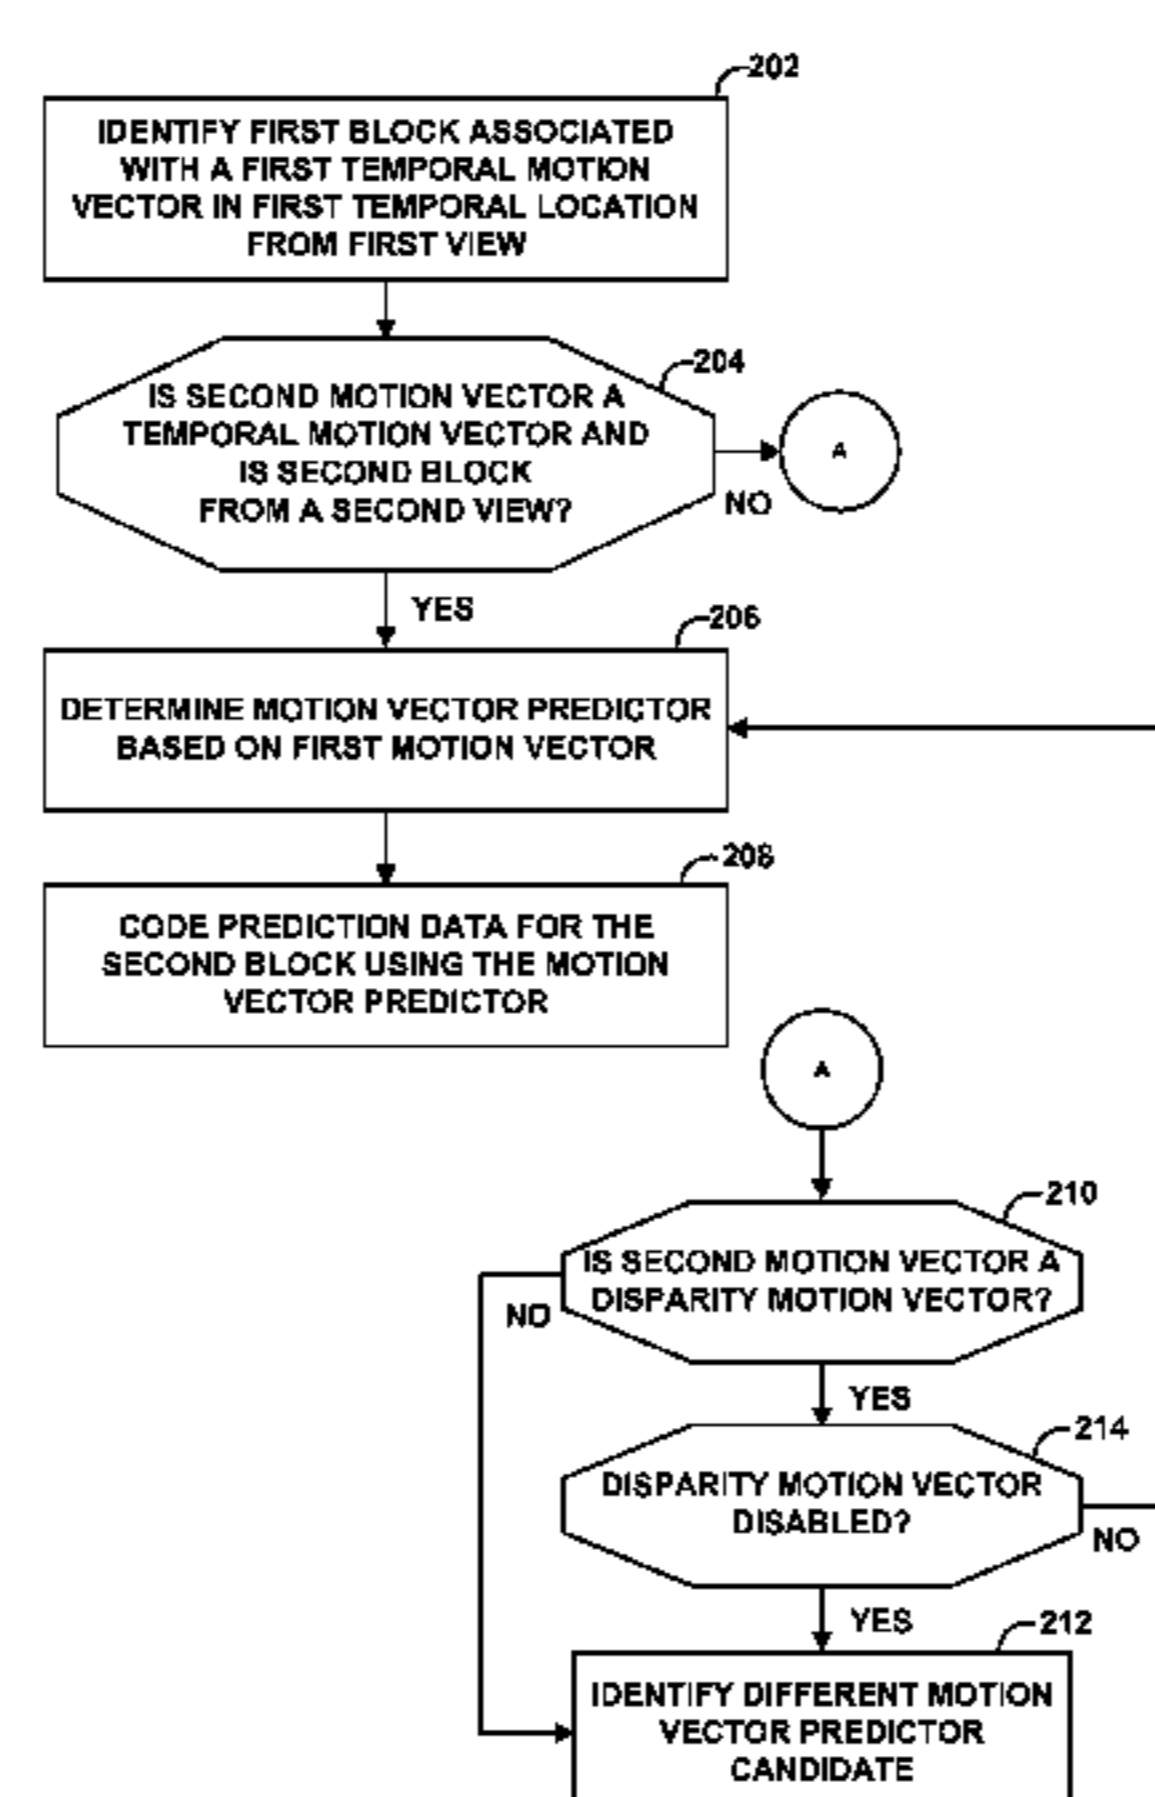 202
IDENTIFY FIRST BLOCK ASSOCIATED
WITH A FIRST TEMPORAL MOTION
VECTOR IN FIRST TEMPORAL LOCATION
FROM FIRST VIEW
204
IS SECOND MOTION VECTOR A
TEMPORAL MOTION VECTOR AND
IS SECOND BLOCK
FROM A SECOND VIEW?
A
NO
YES
206
DETERMINE MOTION VECTOR PREDICTOR
BASED ON FIRST MOTION VECTOR
208
CODE PREDICTION DATA FOR THE
SECOND BLOCK USING THE MOTION
VECTOR PREDICTOR
A
210
IS SECOND MOTION VECTOR A
DISPARITY MOTION VECTOR?
NO
YES
214
DISPARITY MOTION VECTOR
DISABLED?
NO
YES
212
IDENTIFY DIFFERENT MOTION
VECTOR PREDICTOR
CANDIDATE